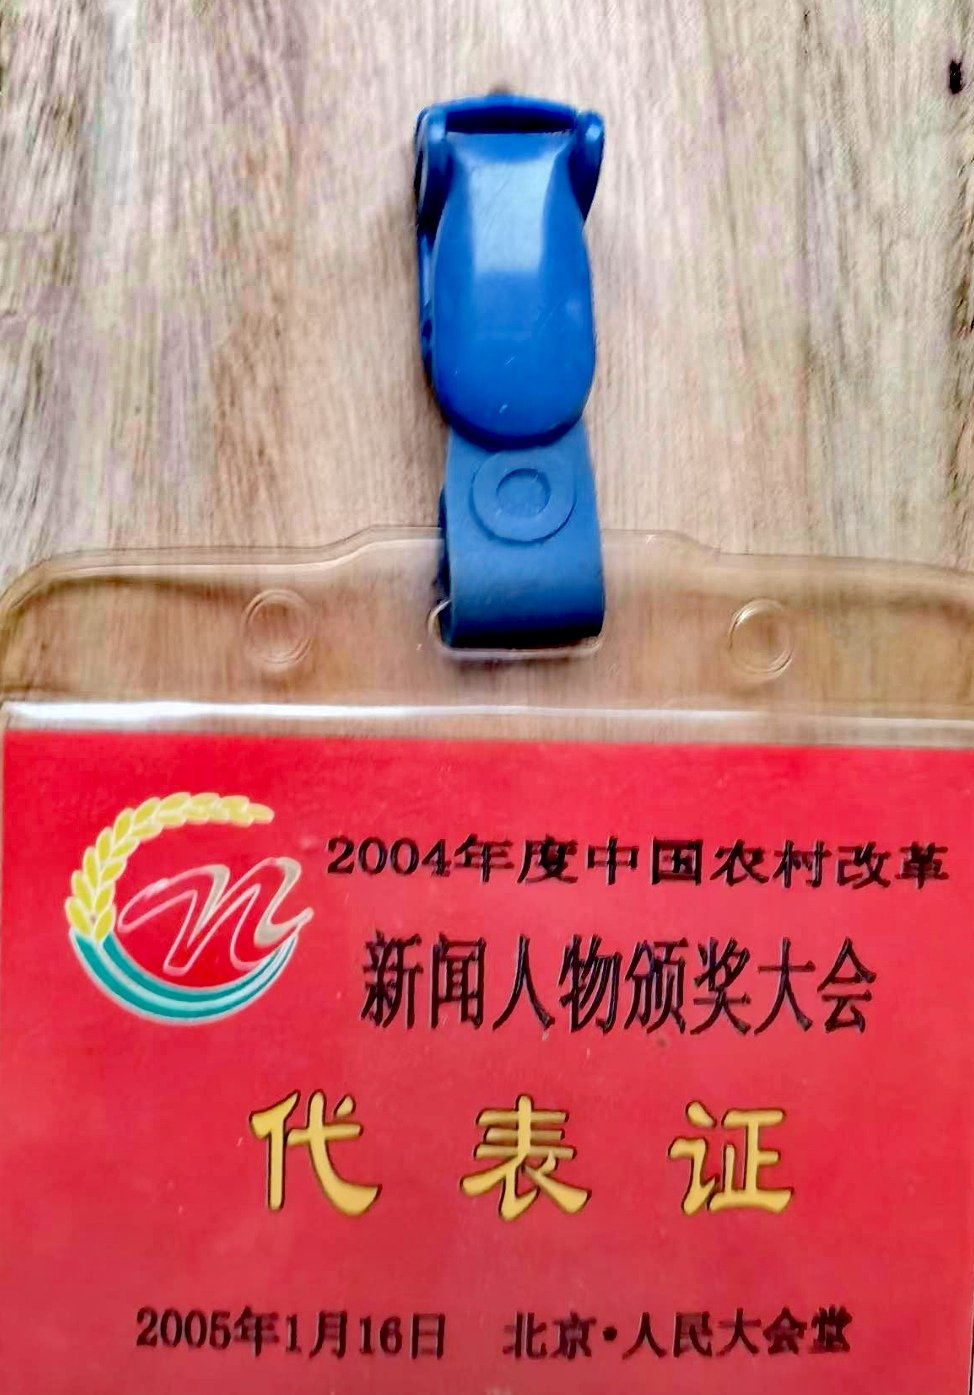 2004年度中国农村改革
新闻人物颁奖大会
代表证
2005年1月16日 北京·人民大会堂